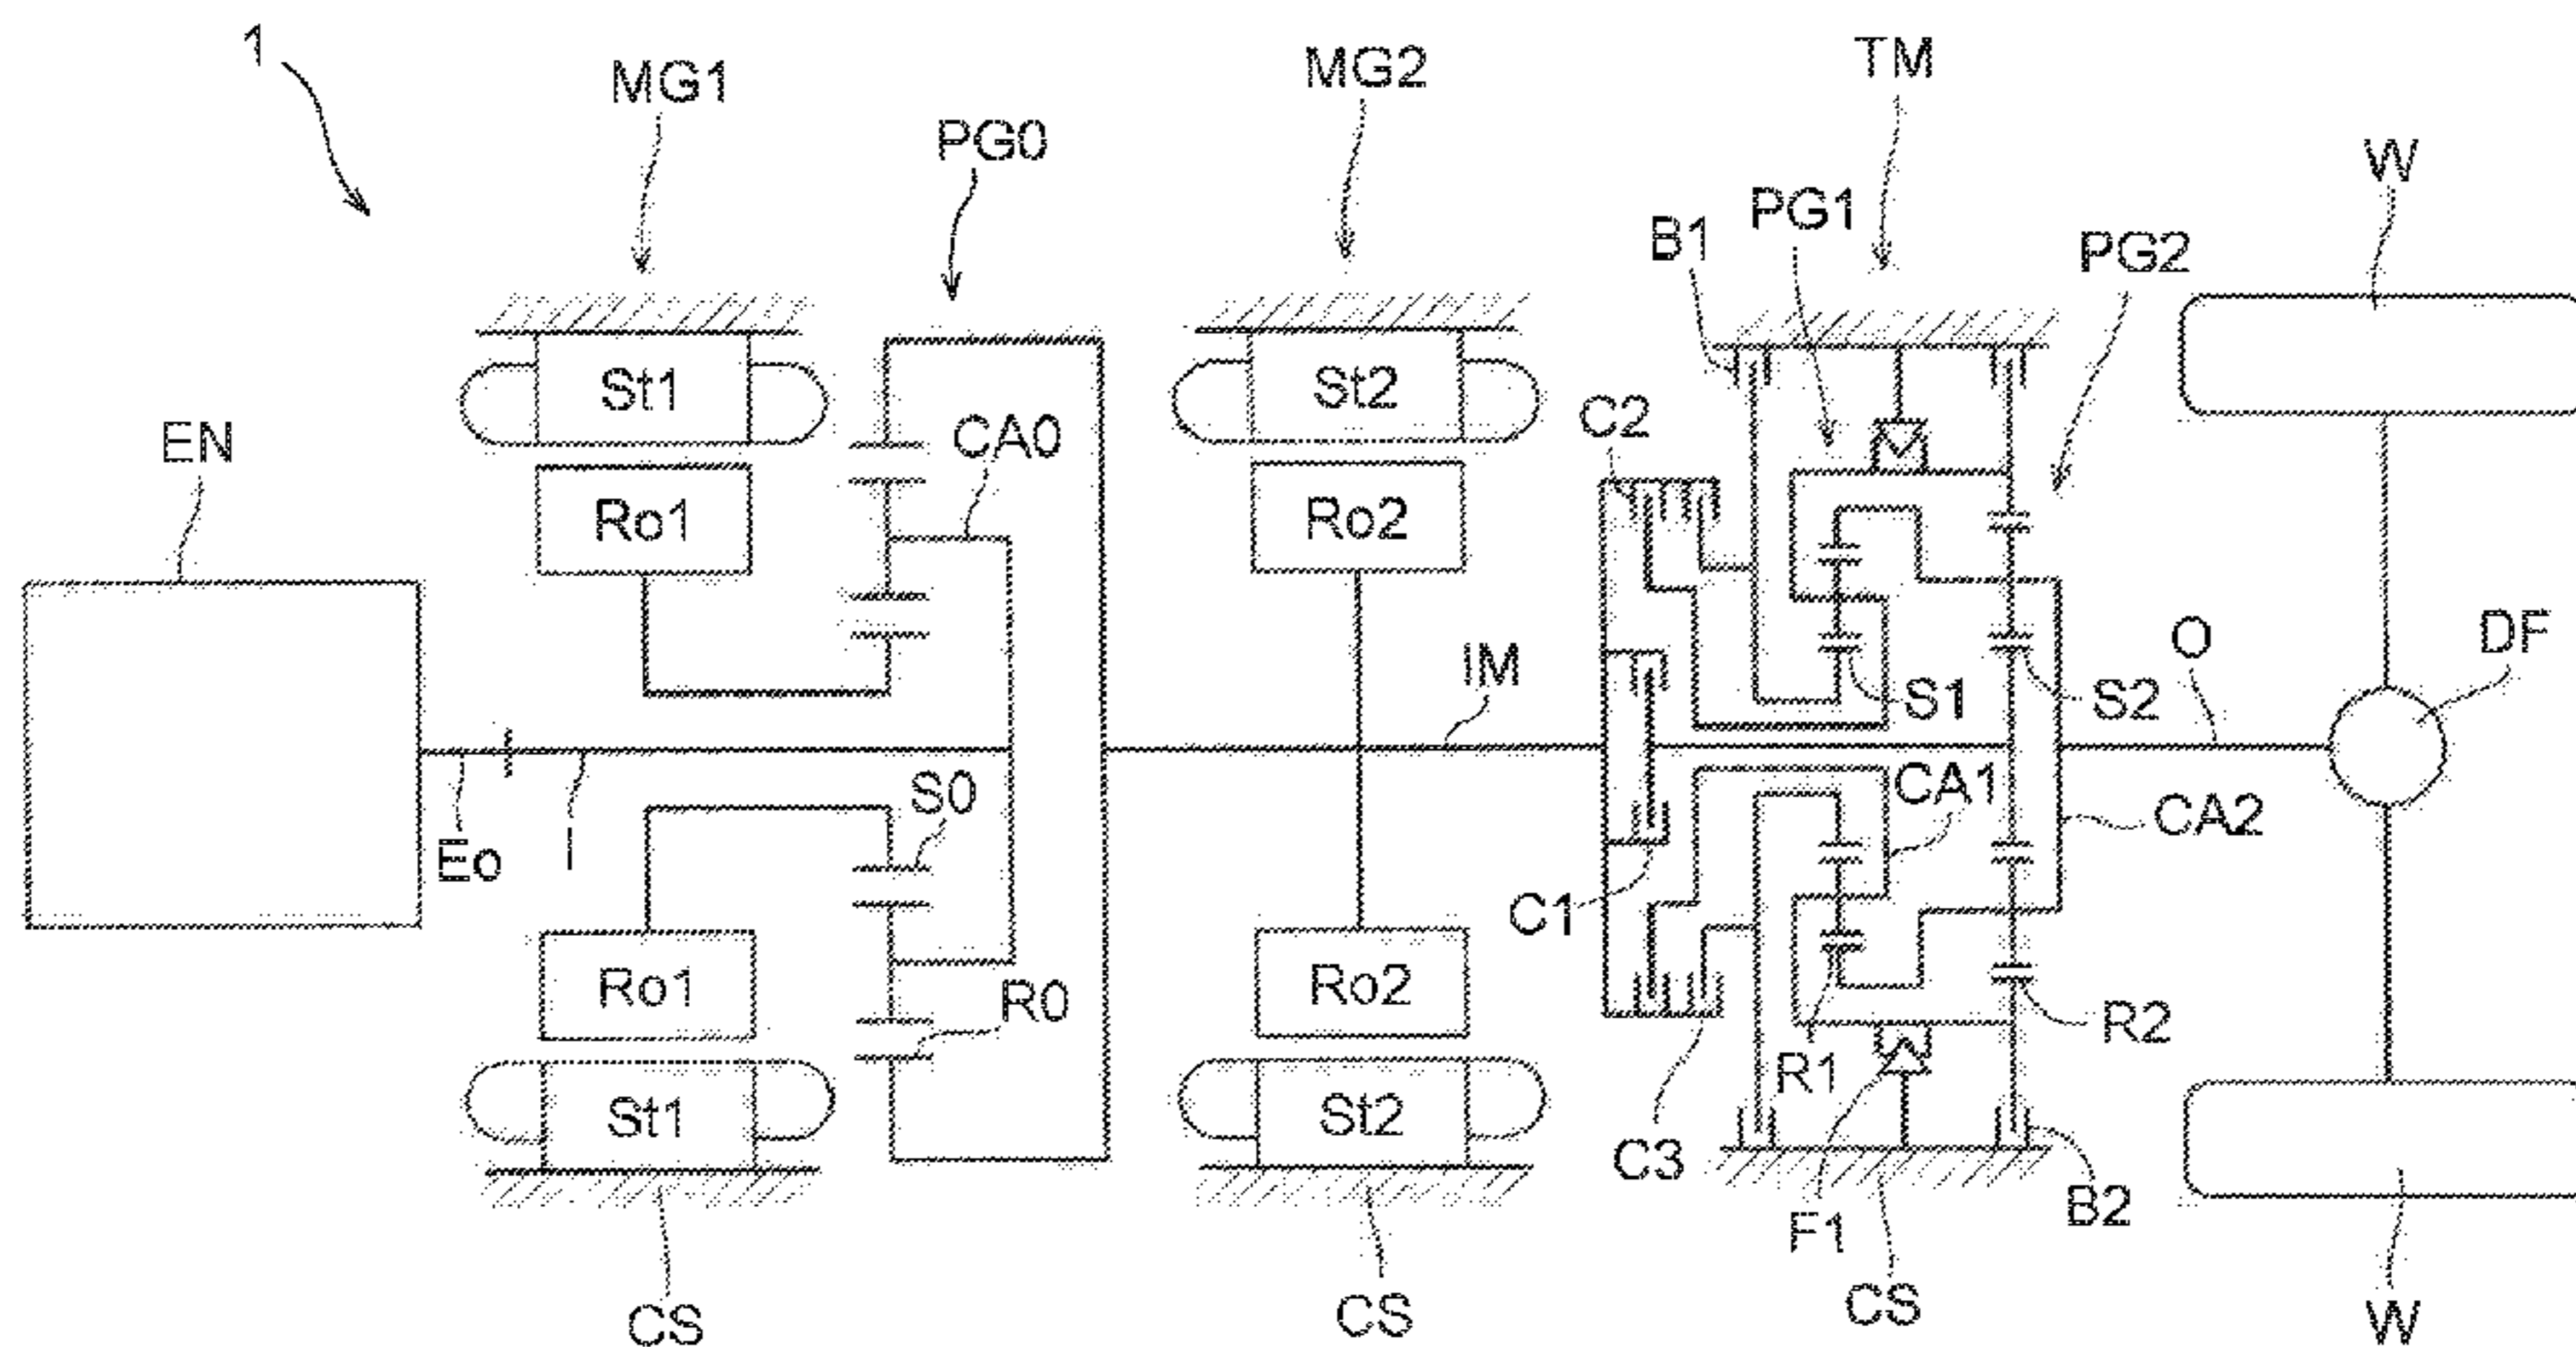 1
MG1
MG2
TM
PG0
W
PG1
B1
PG2
St1
St2
C2
EN
CA0
Ro1
Ro2
O
DF
IM
S1
S2
S0
CA1
CA2
Eo
I
C1
Ro1
R0
Ro2
R2
R1
St1
St2
C3
F1
B2
CS
CS
CS
W